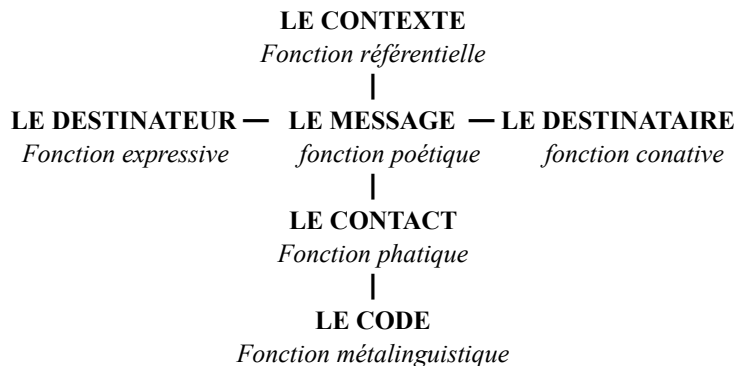 LE CONTEXTE
Fonction référentielle
LE DESTINATEUR — LE MESSAGE — LE DESTINATAIRE
Fonction expressive fonction poétique fonction conative
LE CONTACT
Fonction phatique
LE CODE
Fonction métalinguistique